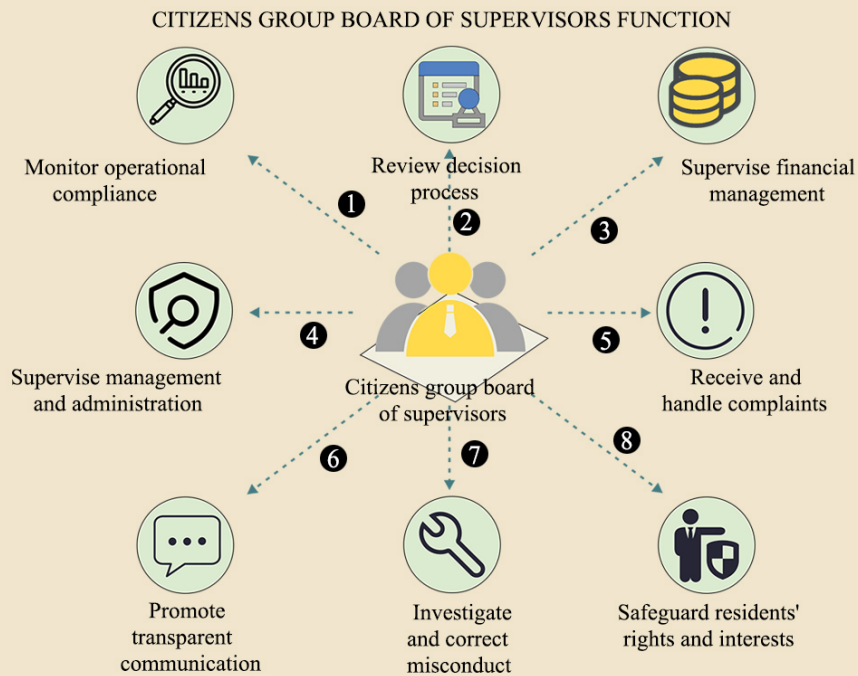 CITIZENS GROUP BOARD OF SUPERVISORS FUNCTION
Monitor operational
compliance
Review decision
process
Supervise financial
management
1
2
3
Supervise management
and administration
4
Citizens group board
of supervisors
5
Receive and
handle complaints
6
7
8
Promote
transparent
communication
Investigate
and correct
misconduct
Safeguard residents'
rights and interests